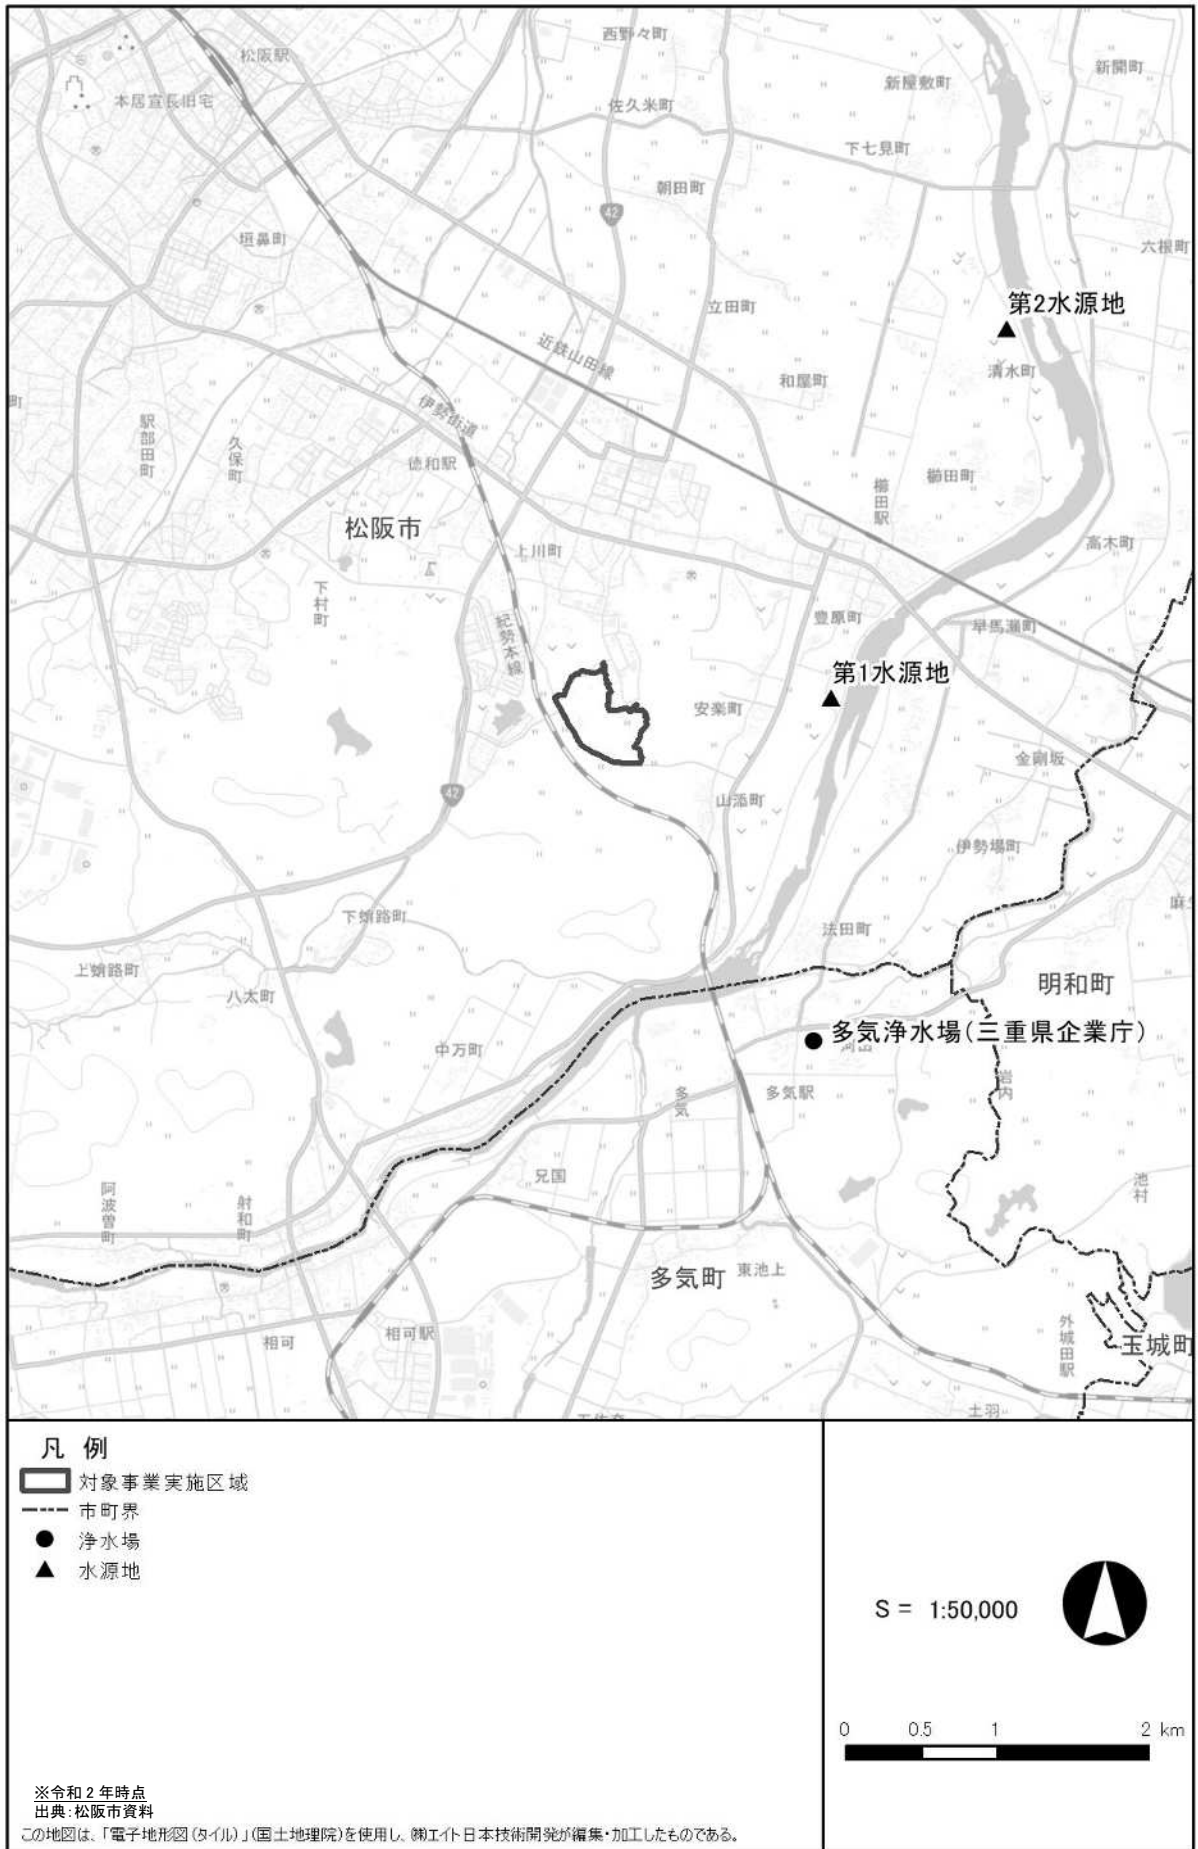 西野々町
松阪駅
新開町
新屋敷町
本居宣長旧宅
佐久米町
下七見町
朝田町
42
垣鼻町
六根町
第2水源地
立田町
近鉄山田線
清水町
和屋町
町
伊勢街道
駅部田町
久保町
徳和駅
櫛田町
櫛田駅
松阪市
上川町
高木町
下村町
豊原町
早馬瀬町
紀勢本線
第1水源地
安楽町
金剛坂
42
山添町
伊勢場町
下蛸路町
法田町
上蛸路町
明和町
八太町
多気浄水場(三重県企業庁)
中万町
岩内
多気駅
多気
兄国
池村
阿波曽町
射和町
多気町
東池上
外城田駅
相可駅
相可
玉城町
土羽
凡 例
対象事業実施区域
市町界
浄水場
水源地
S = 1:50,000
0 0.5 1 2 km
※令和２年時点
出典:松阪市資料
この地図は、「電子地形図(タイル)」(国土地理院)を使用し、㈱エイト日本技術開発が編集・加工したものである。